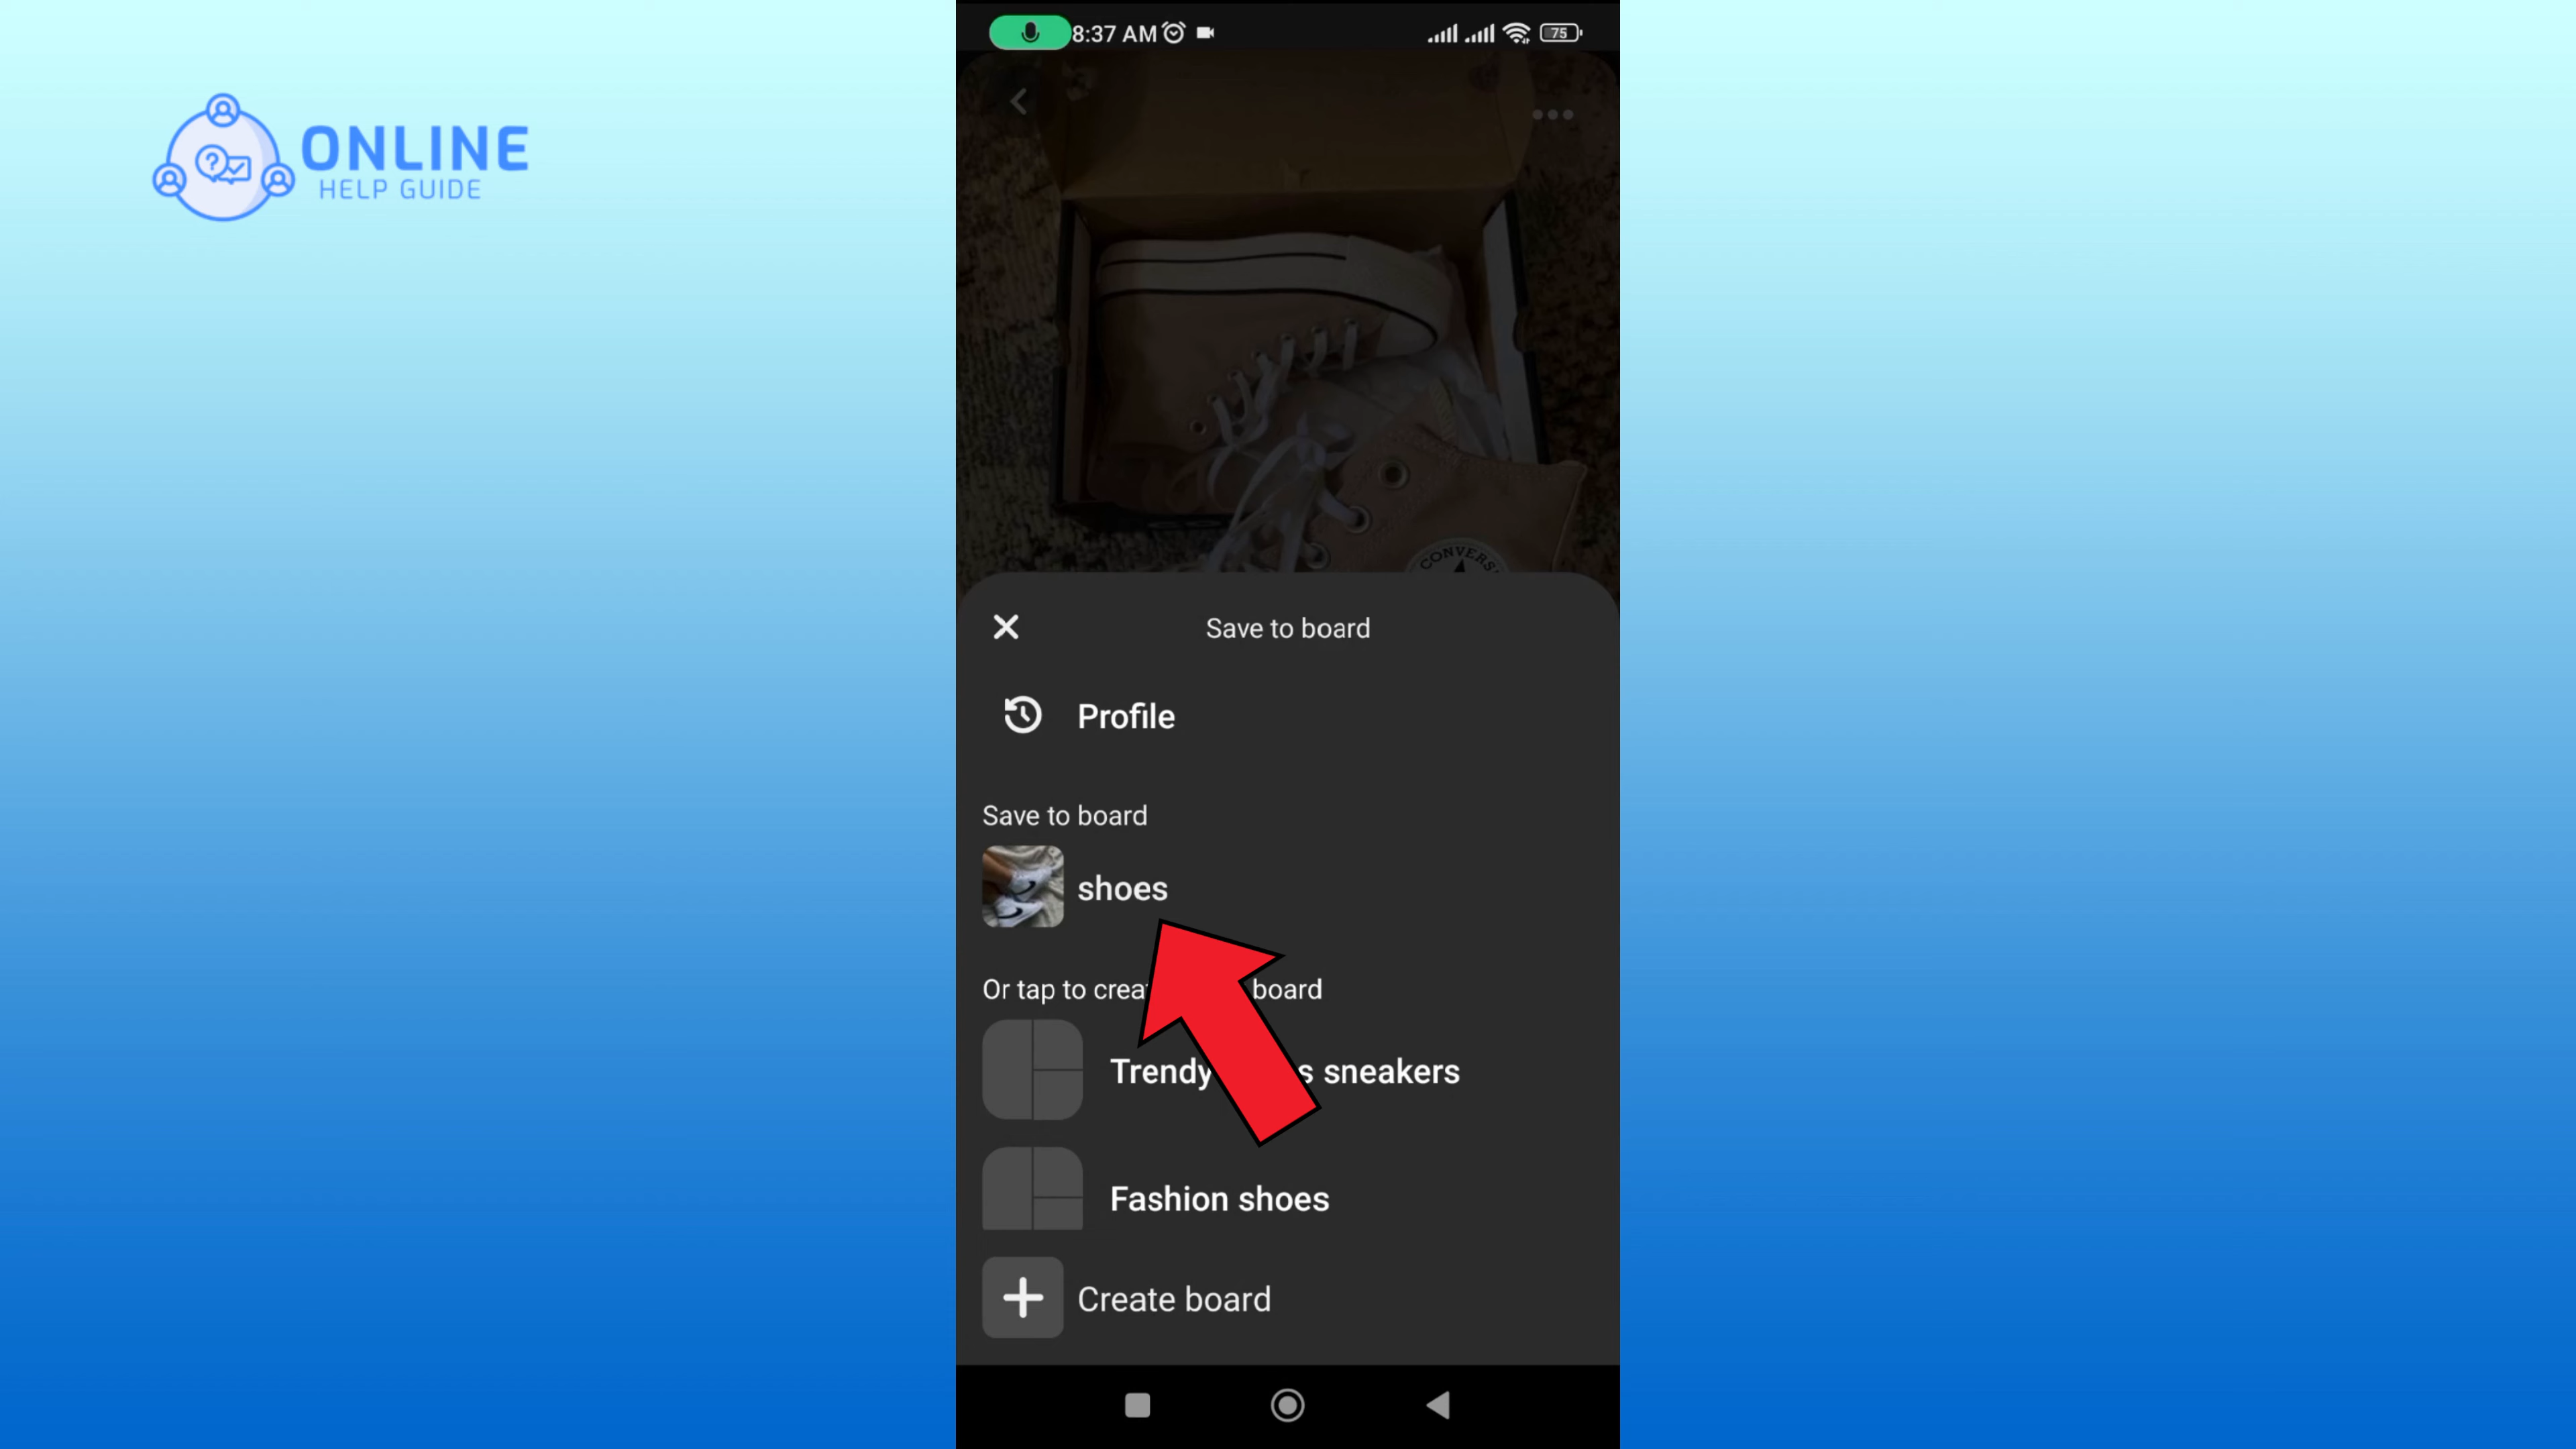 8:37 AM
75
ONLINE
HELP GUIDE
CONVERS
Save to board
Profile
Save to board
shoes
Or tap to crea board
Trendy s sneakers
Fashion shoes
Create board